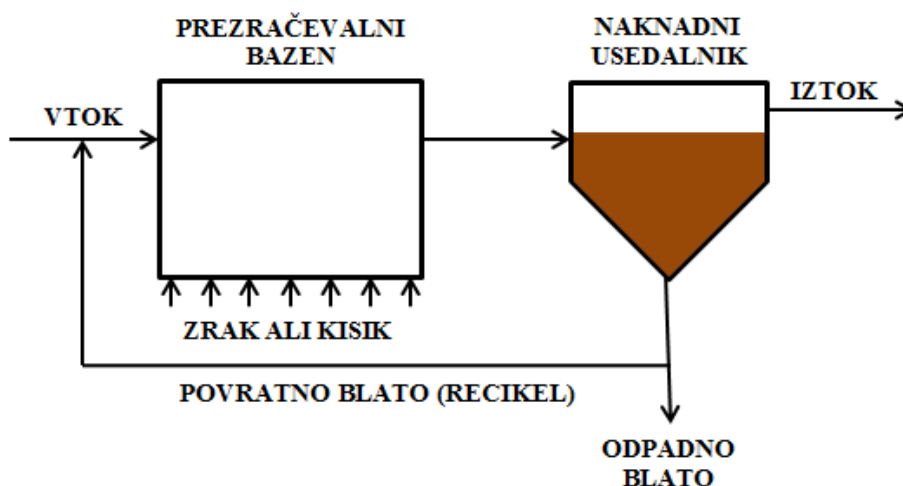 PREZRAČEVALNI
BAZEN
NAKNADNI
USEDALNIK
VTOK
IZTOK
ZRAK ALI KISIK
POVRATNO BLATO (RECIKEL)
ODPADNO
BLATO